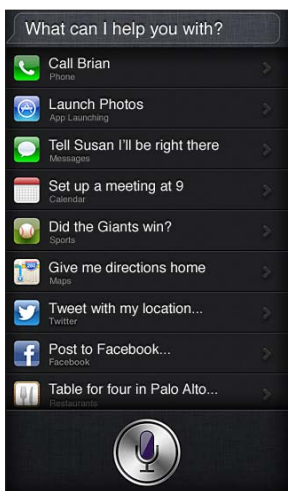 What can I help you with?
Call Brian
Phone
Launch Photos
App Launching
Tell Susan I'll be right there
Messages
Set up a meeting at 9
Calendar
Did the Giants win?
Sports
Give me directions home
Maps
Tweet with my location...
Twitter
Post to Facebook...
Facebook
Table for four in Palo Alto...
Restaurants